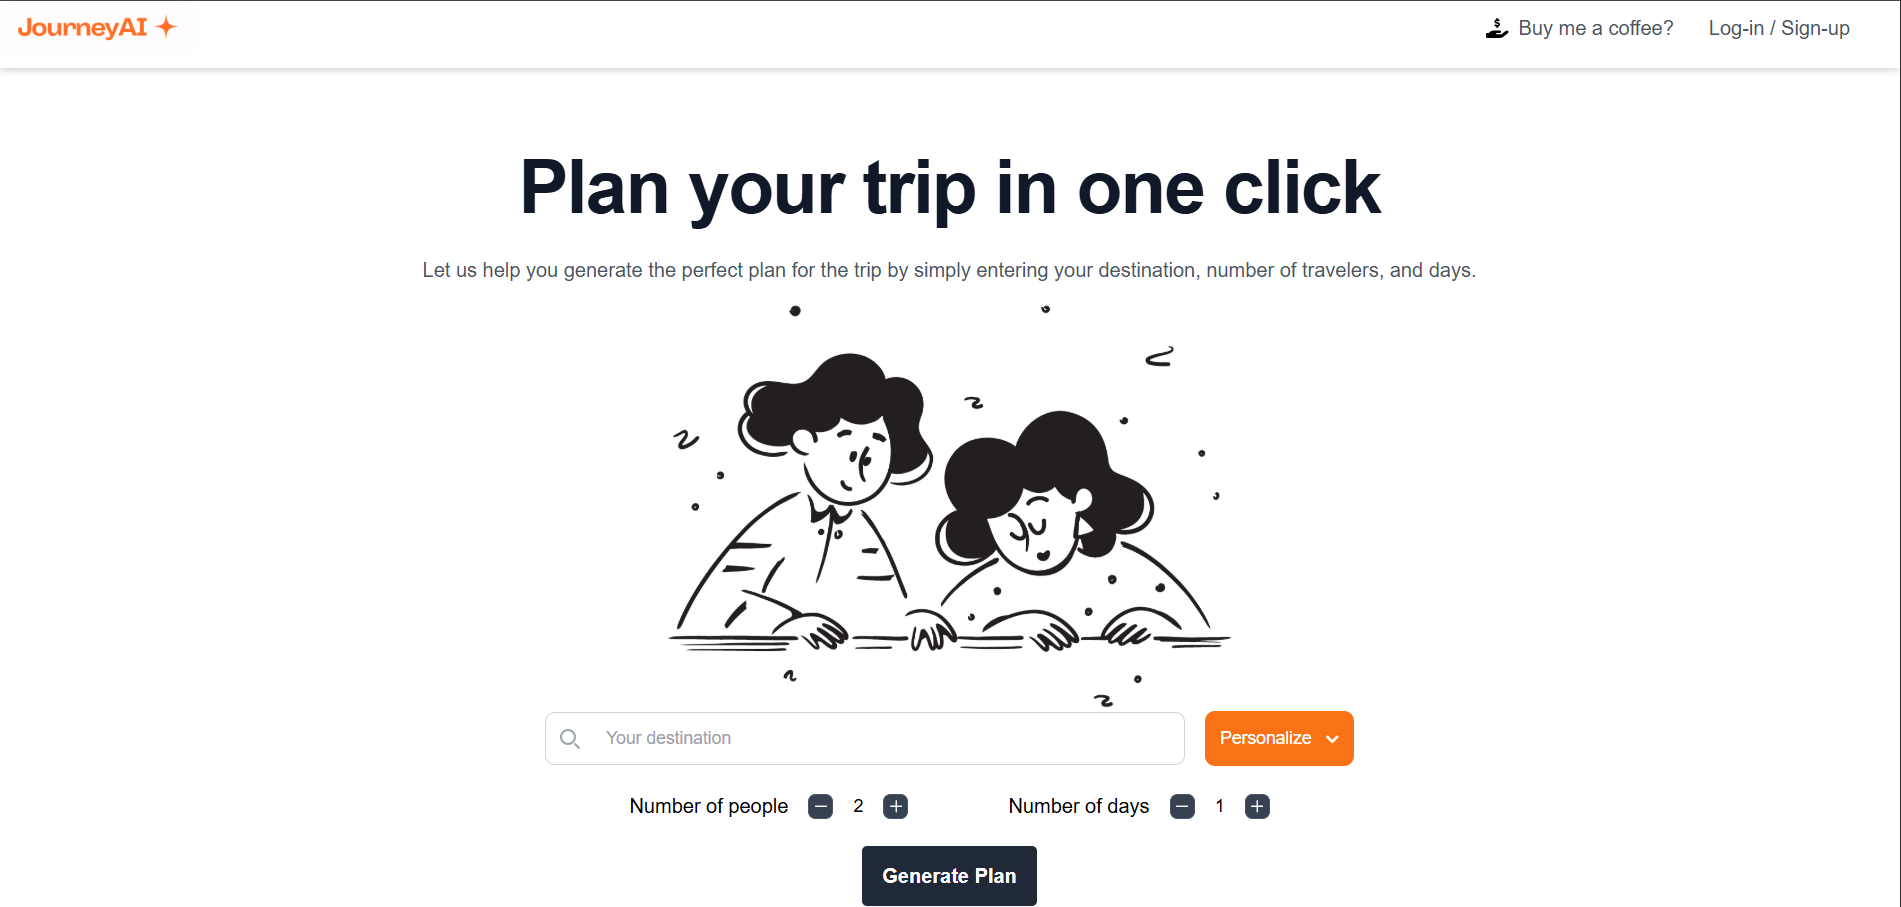 JourneyAI
Buy me a coffee?
Log-in / Sign-up
Plan your trip in one click
Let us help you generate the perfect plan for the trip by simply entering your destination, number of travelers, and days.
Your destination
Personalize
Number of people − 2 +
Number of days − 1 +
Generate Plan